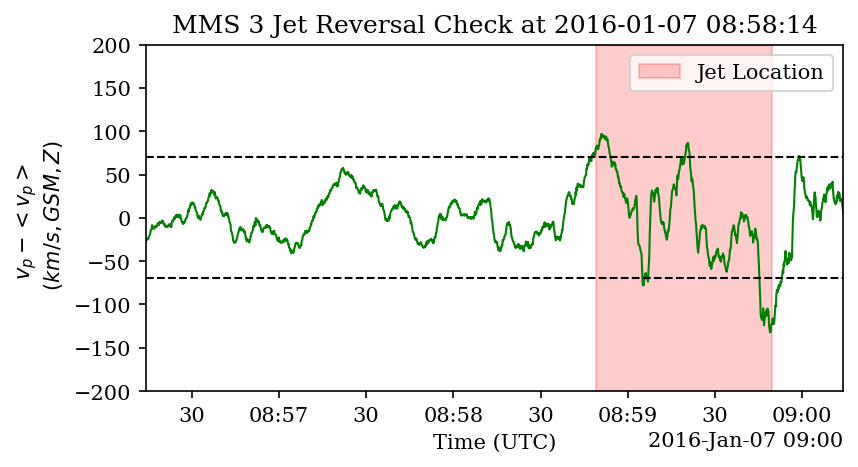 MMS 3 Jet Reversal Check at 2016-01-07 08:58:14
200
150
100
50
0
−50
−100
−150
−200
v_p − < v_p >
(km/s, GSM, Z)
Jet Location
30 08:57 30 08:58 30 08:59 30 09:00
Time (UTC)
2016-Jan-07 09:00